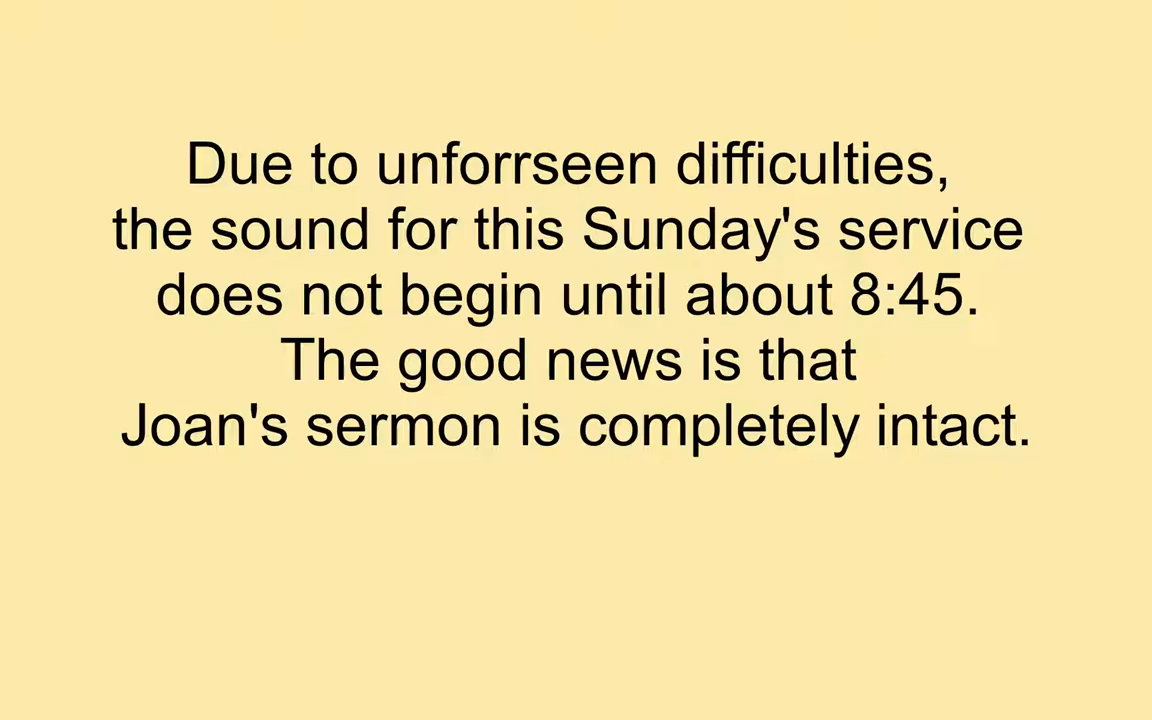 Due to unforrseen difficulties,
the sound for this Sunday's service
does not begin until about 8:45.
The good news is that
Joan's sermon is completely intact.